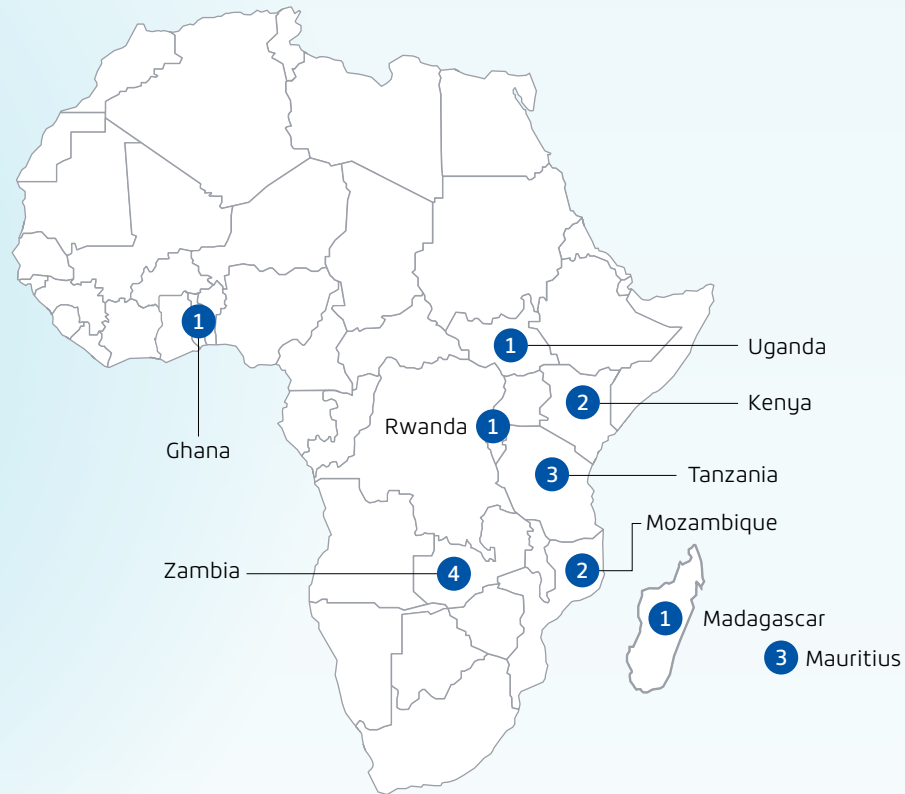 1
Ghana
1
Uganda
2
Kenya
Rwanda
1
3
Tanzania
Mozambique
2
Zambia
4
1
Madagascar
3
Mauritius